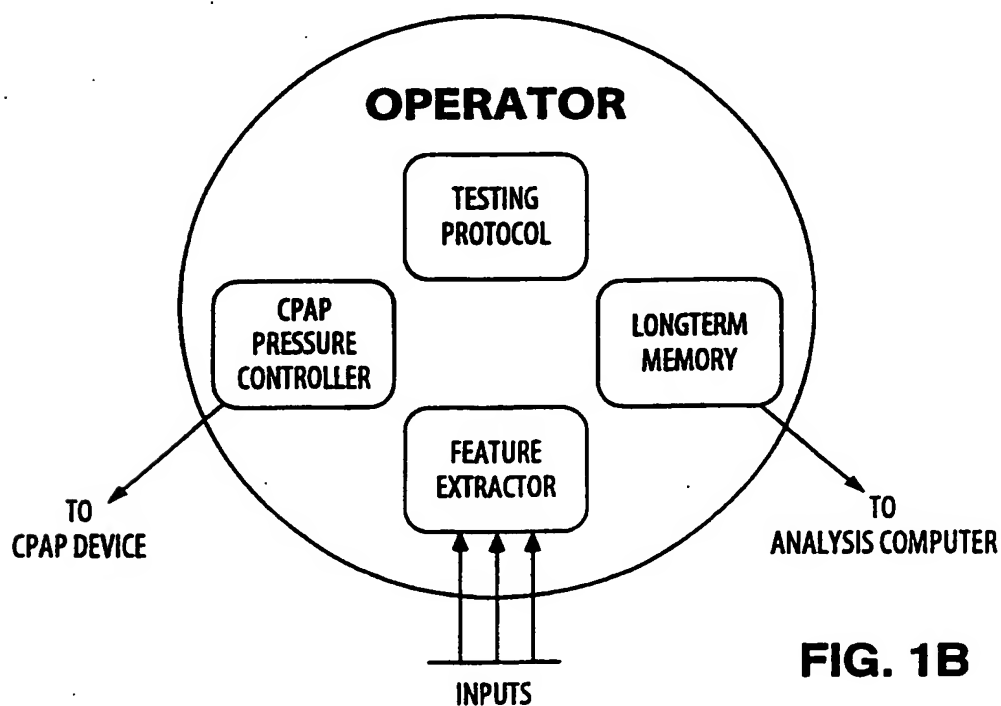 OPERATOR
TESTING
PROTOCOL
CPAP
PRESSURE
CONTROLLER
LONGTERM
MEMORY
FEATURE
EXTRACTOR
TO
CPAP DEVICE
TO
ANALYSIS COMPUTER
INPUTS
FIG. 1B